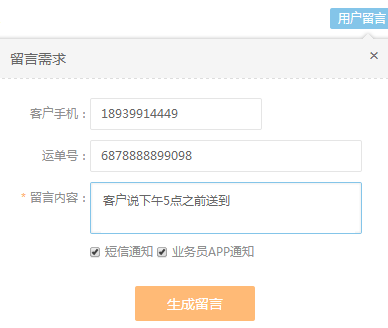 用户留言
留言需求 ×
客户手机： 18939914449
运单号： 6878888899098
* 留言内容： 客户说下午5点之前送到
短信通知 业务员APP通知
生成留言